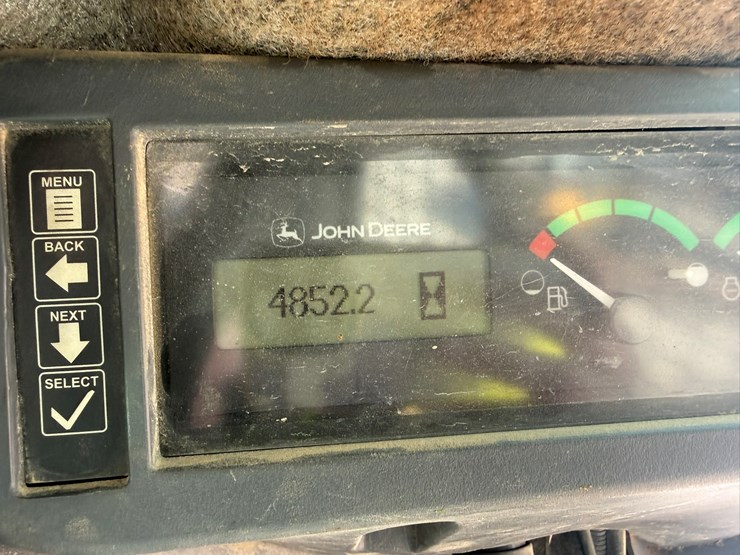 MENU
BACK
NEXT
SELECT
JOHN DEERE
4852.2